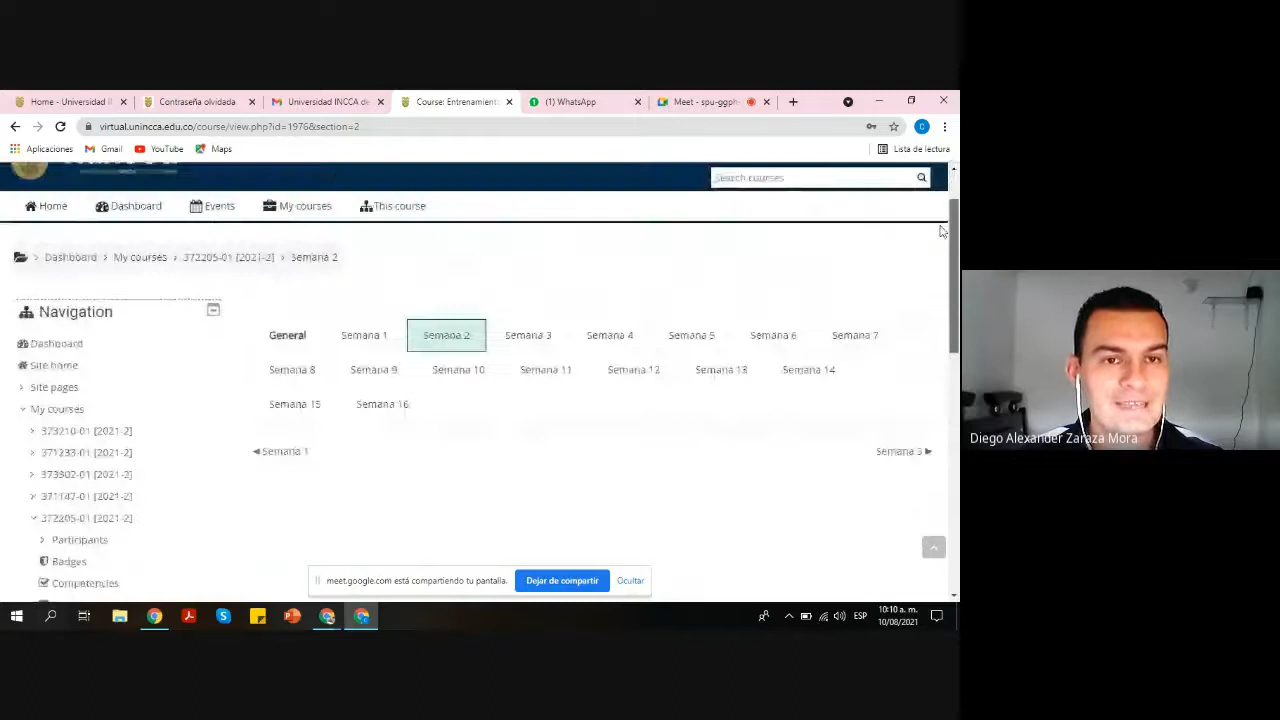 Home - Universidad I
Contraseña olvidada
Universidad INCCA de
Course: Entrenamient
(1) WhatsApp
Meet - spu-ggph-
virtual.unincca.edu.co/course/view.php?id=1976&section=2
C
Aplicaciones
Gmail
YouTube
Maps
Lista de lectura
Search courses
Home
Dashboard
Events
My courses
This course
Dashboard
My courses
372205-01 [2021-2]
Semana 2
Navigation
Dashboard
Site home
Site pages
My courses
373210-01 [2021-2]
371233-01 [2021-2]
373302-01 [2021-2]
371147-01 [2021-2]
372205-01 [2021-2]
Participants
Badges
Competencies
General
Semana 1
Semana 2
Semana 3
Semana 4
Semana 5
Semana 6
Semana 7
Semana 8
Semana 9
Semana 10
Semana 11
Semana 12
Semana 13
Semana 14
Semana 15
Semana 16
Semana 1
Semana 3
meet.google.com está compartiendo tu pantalla.
Dejar de compartir
Ocultar
ESP
10:10 a. m.
10/08/2021
Diego Alexander Zaraza Mora